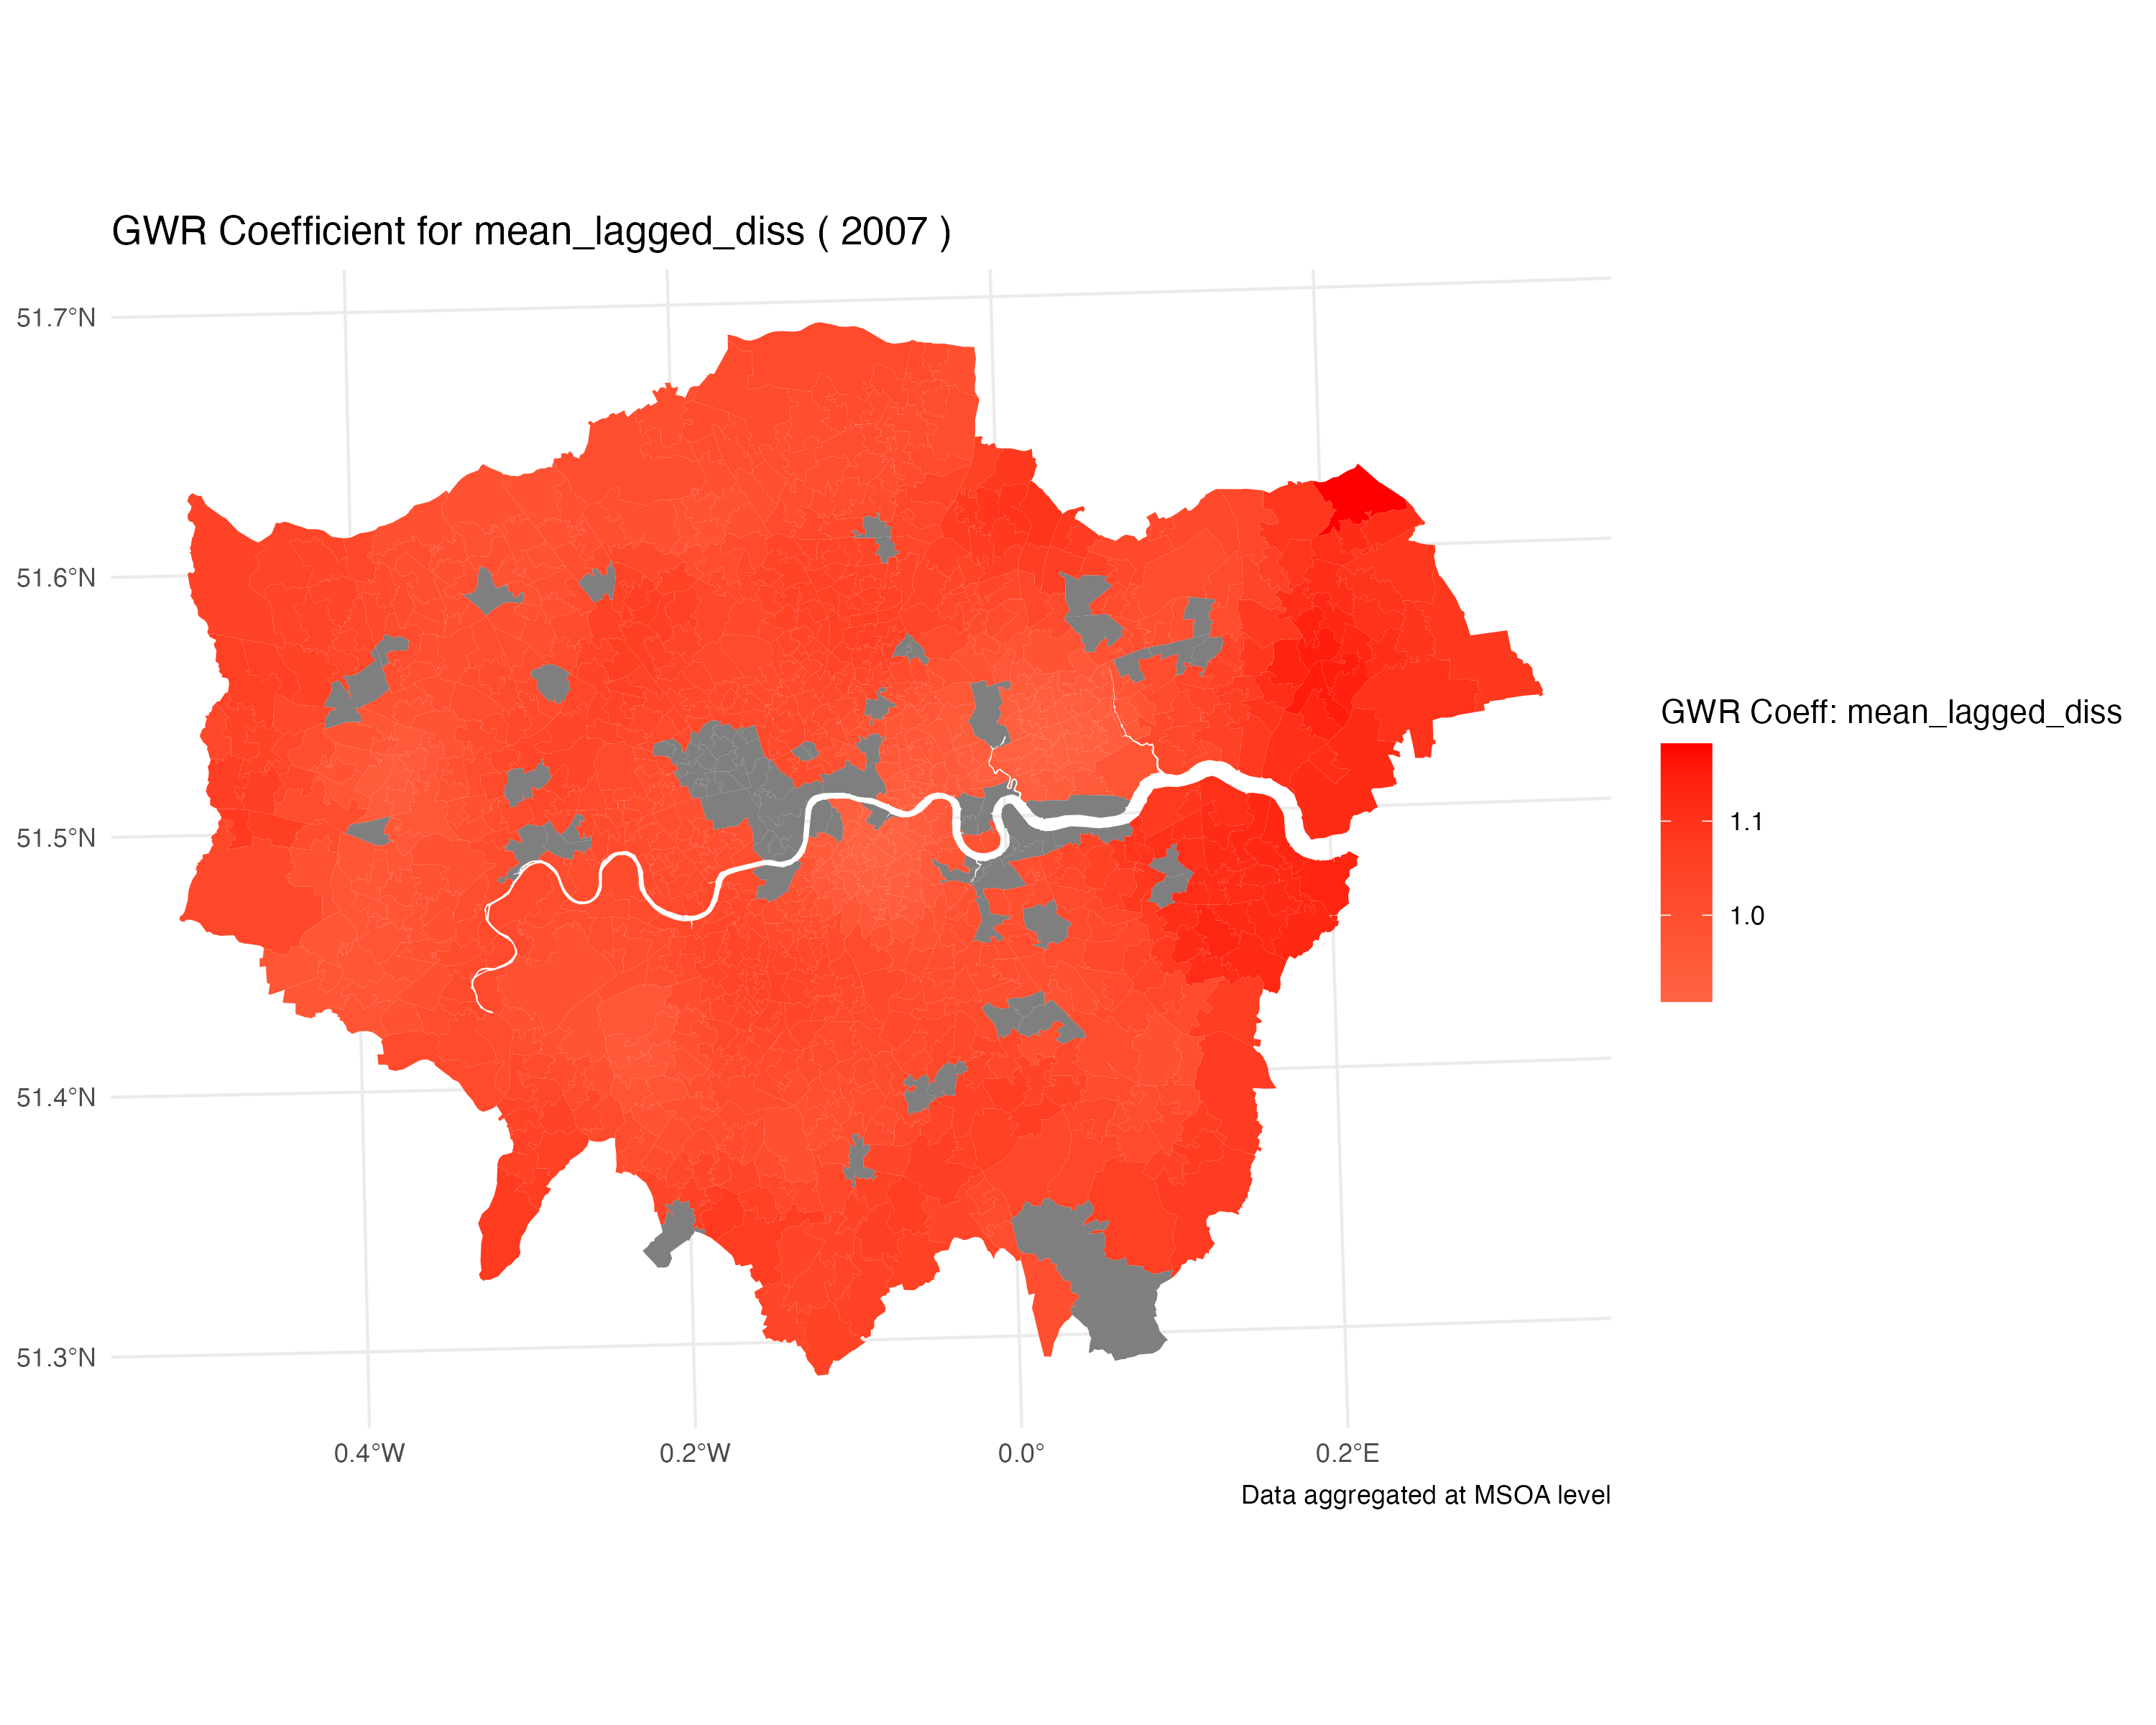 GWR Coefficient for mean_lagged_diss ( 2007 )
51.7°N
51.6°N
51.5°N
51.4°N
51.3°N
0.4°W
0.2°W
0.0°
0.2°E
GWR Coeff: mean_lagged_diss
1.1
1.0
Data aggregated at MSOA level